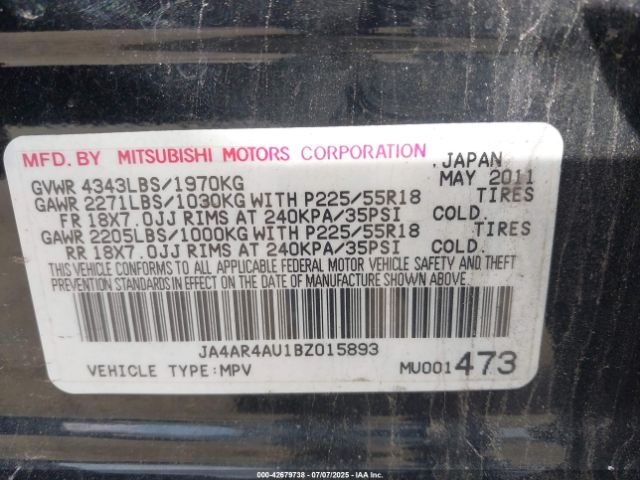 MFD. BY MITSUBISHI MOTORS CORPORATION, JAPAN
GVWR 4343LBS/1970KG MAY 2011
GAWR 2271LBS/1030KG WITH P225/55R18 TIRES
FR 18X7.0JJ RIMS AT 240KPA/35PSI COLD.
GAWR 2205LBS/1000KG WITH P225/55R18 TIRES
RR 18X7.0JJ RIMS AT 240KPA/35PSI COLD.
THIS VEHICLE CONFORMS TO ALL APPLICABLE FEDERAL MOTOR VEHICLE SAFETY AND THEFT
PREVENTION STANDARDS IN EFFECT ON THE DATE OF MANUFACTURE SHOWN ABOVE.
JA4AR4AU1BZ015893
VEHICLE TYPE:MPV MU001473
000-42679738 - 07/07/2025 - IAA Inc.